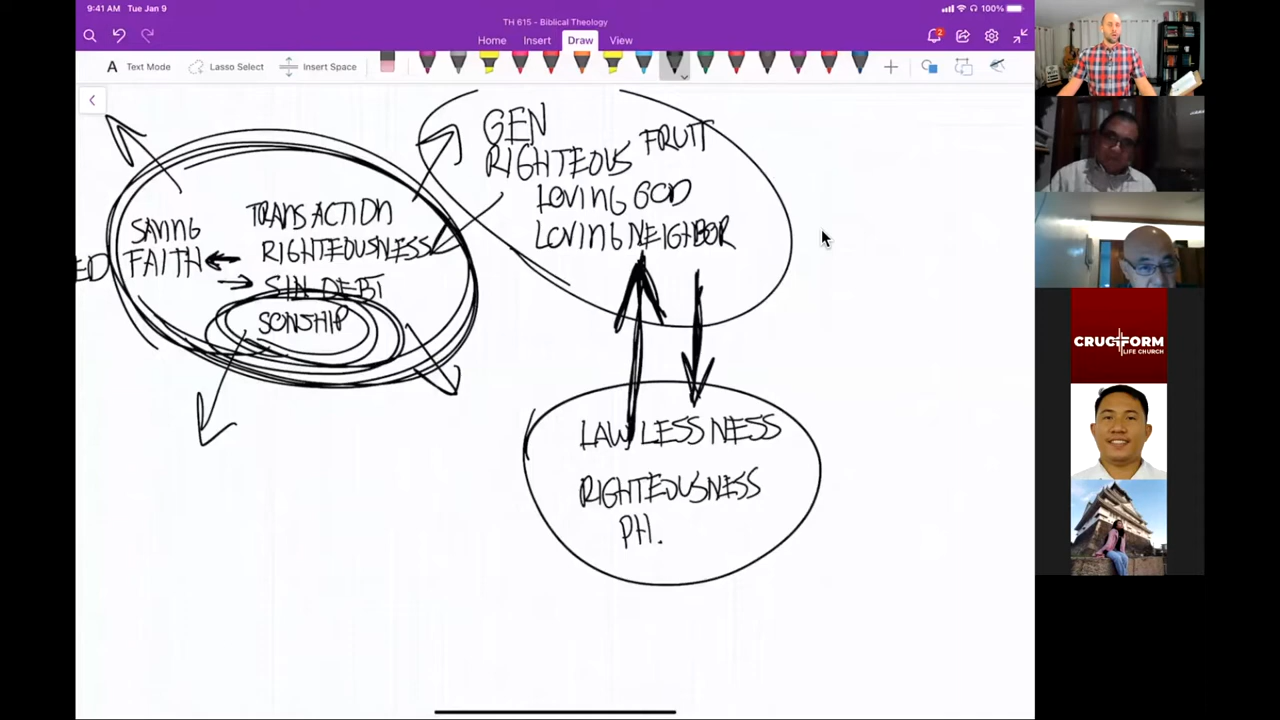 9:41 AM Tue Jan 9
100%
TH 615 - Biblical Theology
Home Insert Draw View
2
A Text Mode Lasso Select Insert Space
GEN
RIGHTEOUS FRUIT
LOVING GOD
LOVING NEIGHBOR
TRANSACTION
RIGHTEOUSNESS
SIN DEBT
SONSHIP
SAVING
FAITH
ED
LAWLESSNESS
RIGHTEOUSNESS
PH.
CRUCIFORM
LIFE CHURCH